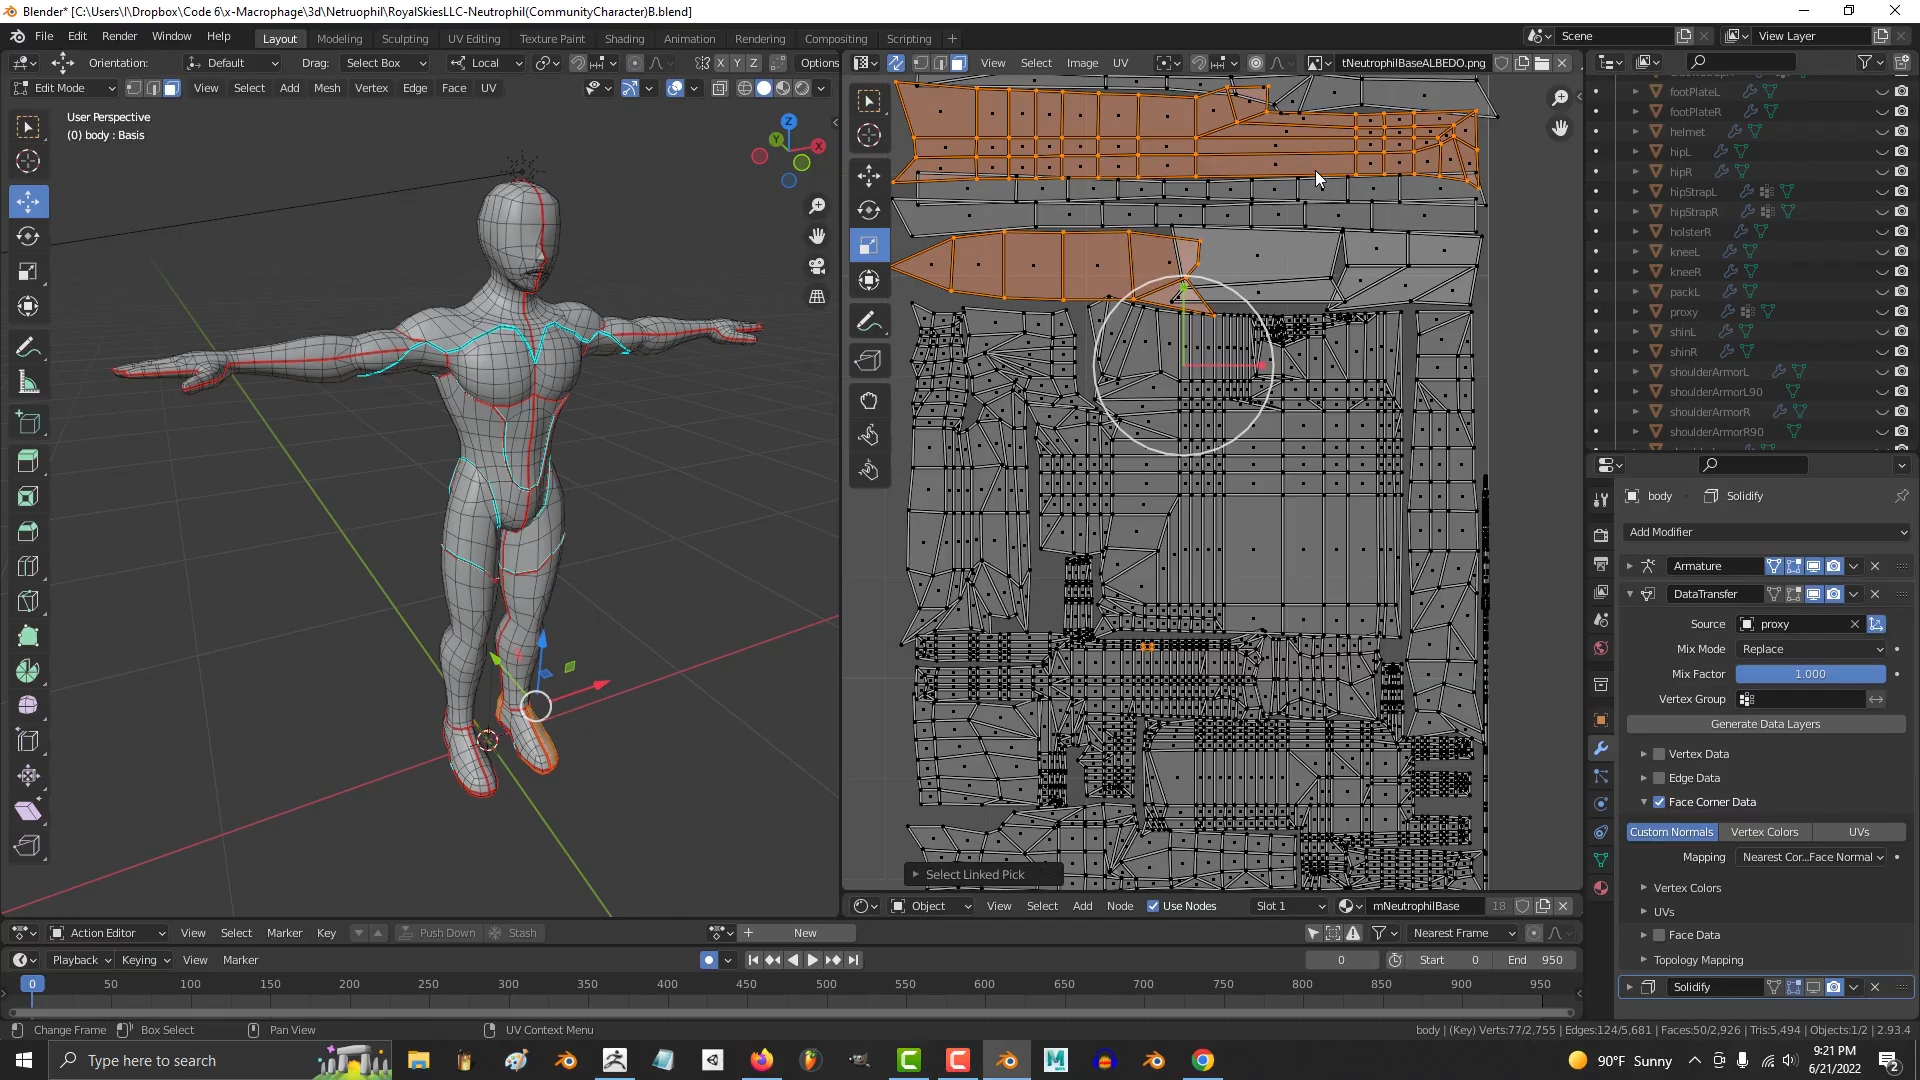 Blender* [C:\Users\I\Dropbox\Code 6\x-Macrophage\3d\Netruophil\RoyalSkiesLLC-Neutrophil(CommunityCharacter)B.blend]
File Edit Render Window Help Layout Modeling Sculpting UV Editing Texture Paint Shading Animation Rendering Compositing Scripting + Scene View Layer
Orientation: Default Drag: Select Box Local X Y Z Options View Select Image UV tNeutrophilBaseALBEDO.png
Edit Mode View Select Add Mesh Vertex Edge Face UV
User Perspective
(0) body : Basis
Z
Y
X
footPlateL
footPlateR
helmet
hipL
hipR
hipStrapL
hipStrapR
holsterR
kneeL
kneeR
packL
proxy
shinL
shinR
shoulderArmorL
shoulderArmorL90
shoulderArmorR
shoulderArmorR90
body Solidify
Add Modifier
Armature
DataTransfer
Source proxy
Mix Mode Replace
Mix Factor 1.000
Vertex Group
Generate Data Layers
Vertex Data
Edge Data
Face Corner Data
Custom Normals Vertex Colors UVs
Mapping Nearest Cor...Face Normal
Vertex Colors
UVs
Face Data
Topology Mapping
Solidify
Select Linked Pick
Object View Select Add Node Use Nodes Slot 1 mNeutrophilBase 18
Action Editor View Select Marker Key Push Down Stash New Nearest Frame
Playback Keying View Marker 0 Start 0 End 950
0 50 100 150 200 250 300 350 400 450 500 550 600 650 700 750 800 850 900 950
Change Frame Box Select Pan View UV Context Menu body | (Key) Verts:77/2,755 | Edges:124/5,681 | Faces:50/2,926 | Tris:5,494 | Objects:1/2 | 2.93.4
Type here to search 90°F Sunny 9:21 PM
6/21/2022
2